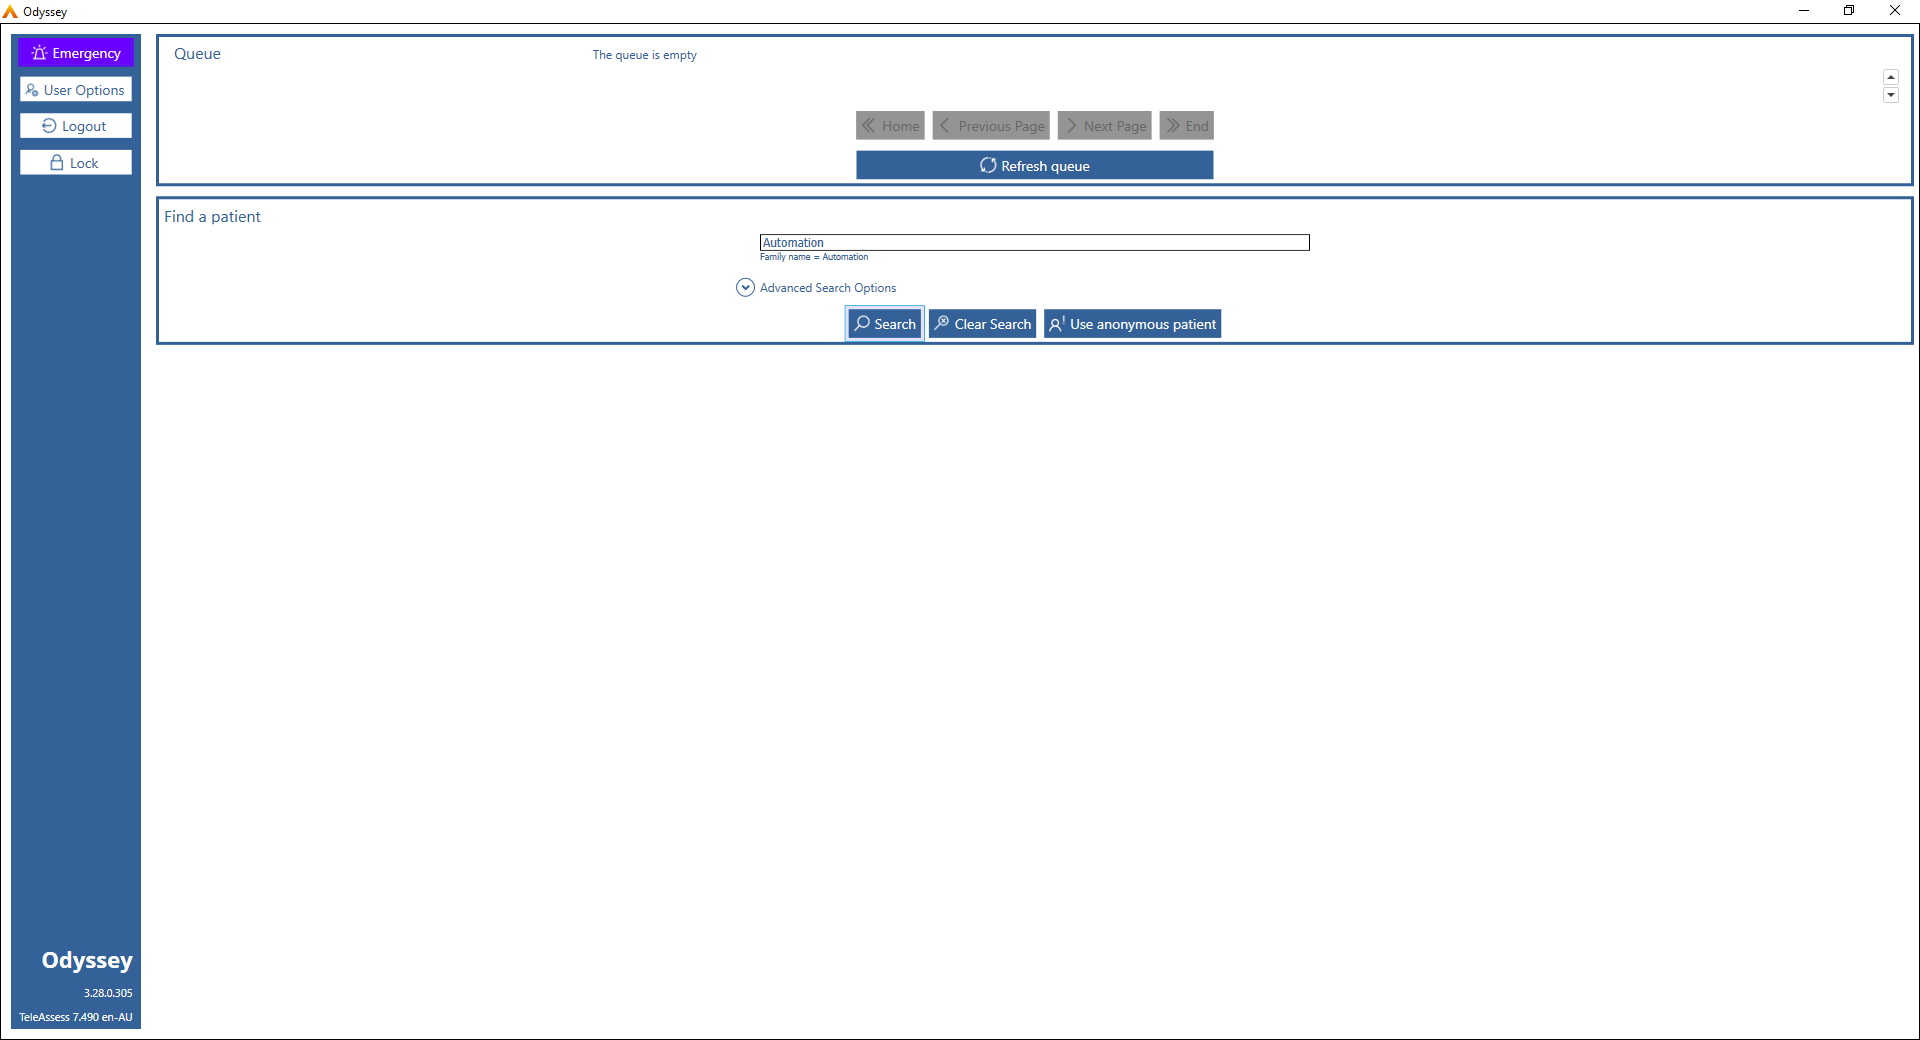 Odyssey
Emergency
User Options
Logout
Lock
Queue
The queue is empty
Home
Previous Page
Next Page
End
Refresh queue
Find a patient
Automation
Family name = Automation
Advanced Search Options
Search
Clear Search
Use anonymous patient
Odyssey
3.28.0.305
TeleAssess 7.490 en-AU